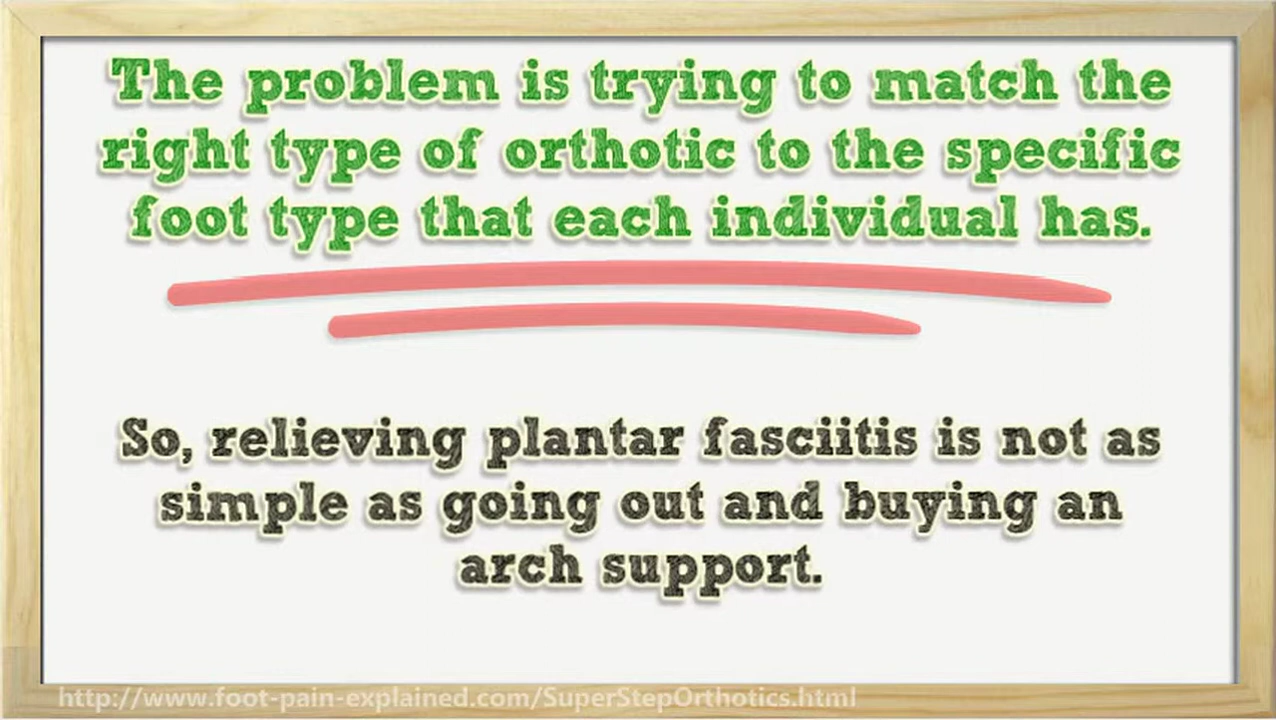 The problem is trying to match the
right type of orthotic to the specific
foot type that each individual has.
So, relieving plantar fasciitis is not as
simple as going out and buying an
arch support.
http://www.foot-pain-explained.com/SuperStepOrthotics.html